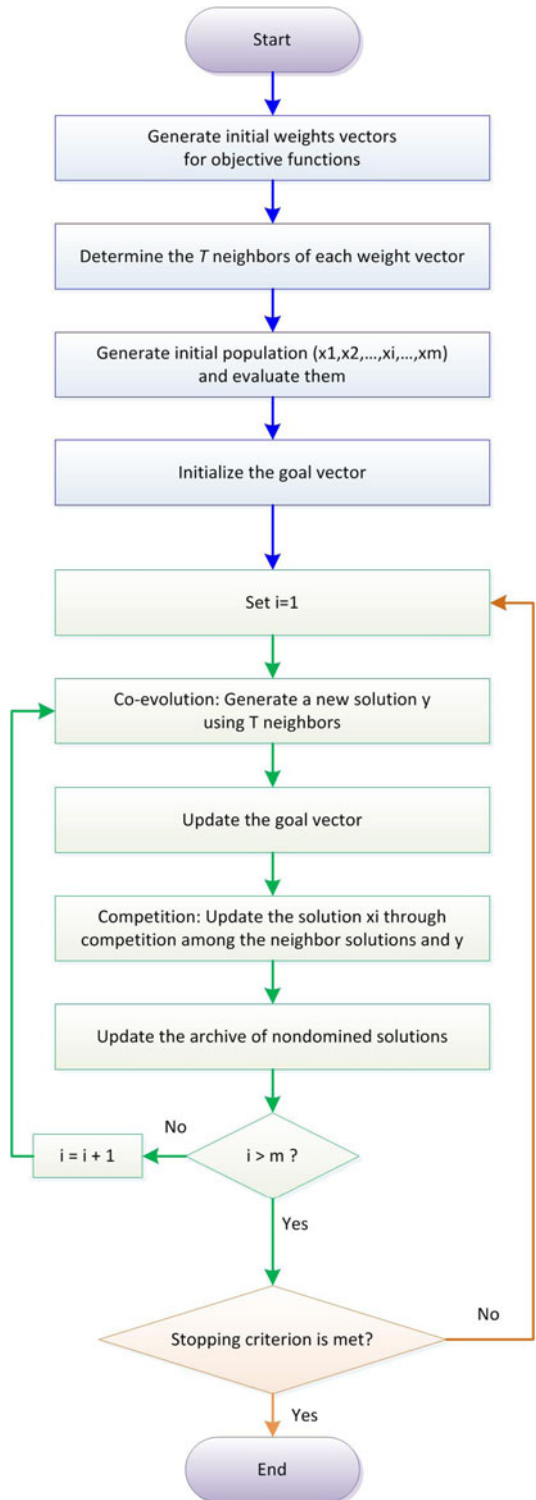 Start
Generate initial weights vectors
for objective functions
Determine the T neighbors of each weight vector
Generate initial population (x1,x2,...,xi,...,xm)
and evaluate them
Initialize the goal vector
Set i=1
Co-evolution: Generate a new solution y
using T neighbors
Update the goal vector
Competition: Update the solution xi through
competition among the neighbor solutions and y
Update the archive of nondomined solutions
No
i = i + 1
i > m ?
Yes
No
Stopping criterion is met?
Yes
End